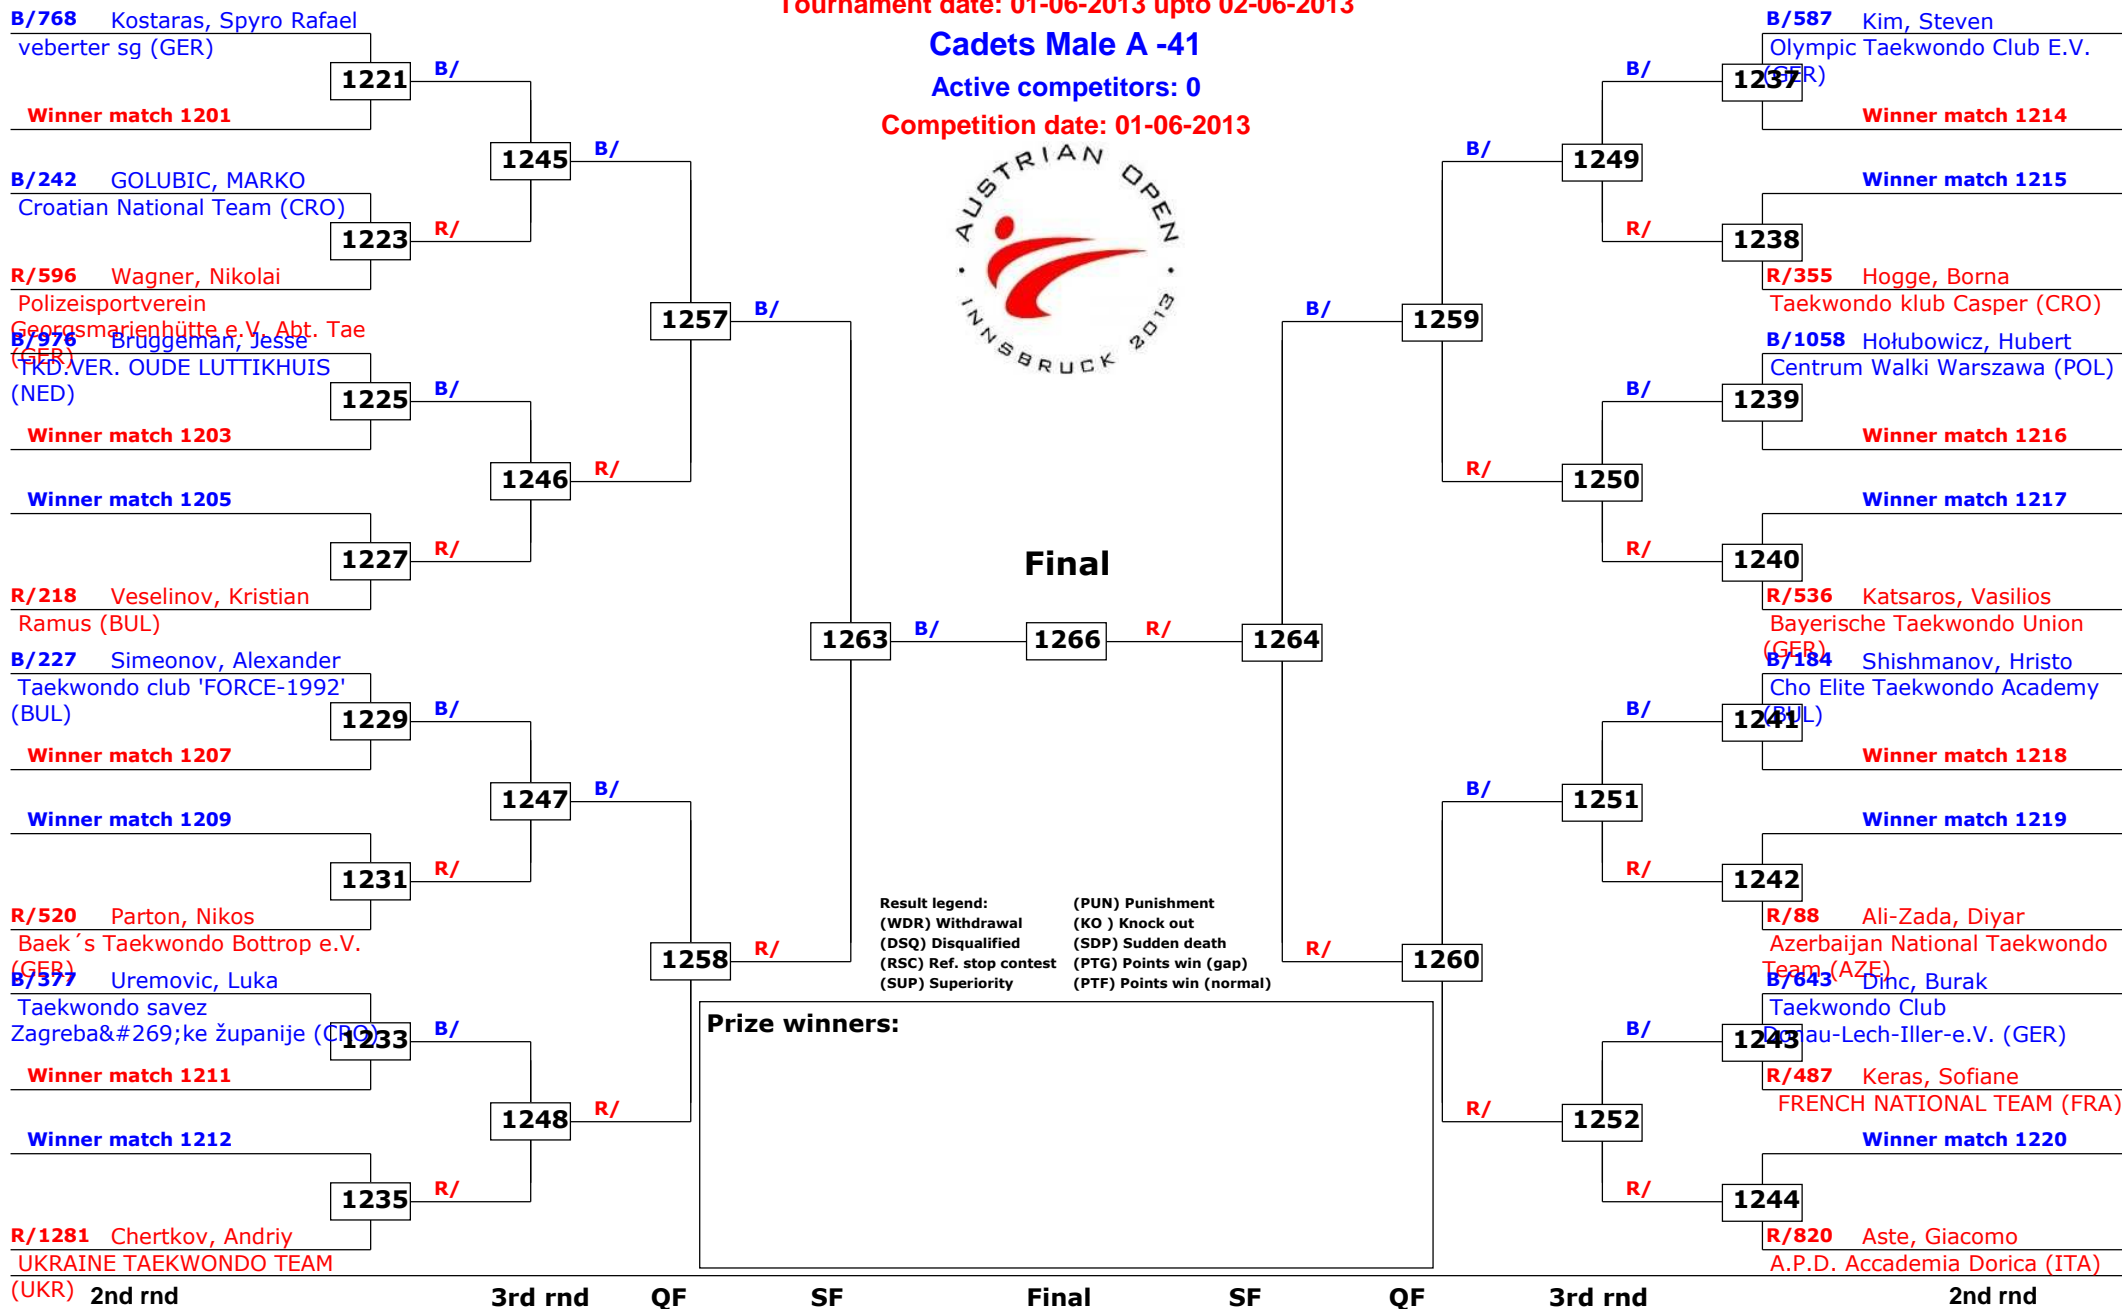 Tournament date: 01-06-2013 upto 02-06-2013
Cadets Male A -41
Active competitors: 0
Competition date: 01-06-2013
AUSTRIAN OPEN
· INNSBRUCK 2013 ·
B/768 Kostaras, Spyro Rafael
veberter sg (GER)
1221 B/
Winner match 1201
1245 B/
B/242 GOLUBIC, MARKO
Croatian National Team (CRO)
1223 R/
R/596 Wagner, Nikolai
Polizeisportverein
Georgsmarienhütte e.V. Abt. Tae
(GER)
1257 B/
B/976 Bruggeman, Jesse
TKD.VER. OUDE LUTTIKHUIS
(NED)
1225 B/
Winner match 1203
1246 R/
Winner match 1205
1227 R/
R/218 Veselinov, Kristian
Ramus (BUL)
1263 B/
B/227 Simeonov, Alexander
Taekwondo club 'FORCE-1992'
(BUL)
1229 B/
Winner match 1207
1247 B/
Winner match 1209
1231 R/
R/520 Parton, Nikos
Baek´s Taekwondo Bottrop e.V.
(GER)
1258 R/
B/377 Uremovic, Luka
Taekwondo savez
Zagreba&#269;ke županije (CRO)
1233 B/
Winner match 1211
1248 R/
Winner match 1212
1235 R/
R/1281 Chertkov, Andriy
UKRAINE TAEKWONDO TEAM
(UKR)
Final
1266
R/ 1264
B/587 Kim, Steven
Olympic Taekwondo Club E.V.
(GER)
B/ 1237
Winner match 1214
B/ 1249
Winner match 1215
R/ 1238
R/355 Hogge, Borna
Taekwondo klub Casper (CRO)
B/ 1259
B/1058 Hołubowicz, Hubert
Centrum Walki Warszawa (POL)
B/ 1239
Winner match 1216
R/ 1250
Winner match 1217
R/ 1240
R/536 Katsaros, Vasilios
Bayerische Taekwondo Union
(GER)
B/184 Shishmanov, Hristo
Cho Elite Taekwondo Academy
(BUL)
B/ 1241
Winner match 1218
B/ 1251
Winner match 1219
R/ 1242
R/88 Ali-Zada, Diyar
Azerbaijan National Taekwondo
Team (AZE)
R/ 1260
B/643 Dinc, Burak
Taekwondo Club
Donau-Lech-Iller-e.V. (GER)
B/ 1243
R/487 Keras, Sofiane
FRENCH NATIONAL TEAM (FRA)
R/ 1252
Winner match 1220
R/ 1244
R/820 Aste, Giacomo
A.P.D. Accademia Dorica (ITA)
Result legend: (PUN) Punishment
(WDR) Withdrawal (KO ) Knock out
(DSQ) Disqualified (SDP) Sudden death
(RSC) Ref. stop contest (PTG) Points win (gap)
(SUP) Superiority (PTF) Points win (normal)
Prize winners:
2nd rnd 3rd rnd QF SF Final SF QF 3rd rnd 2nd rnd